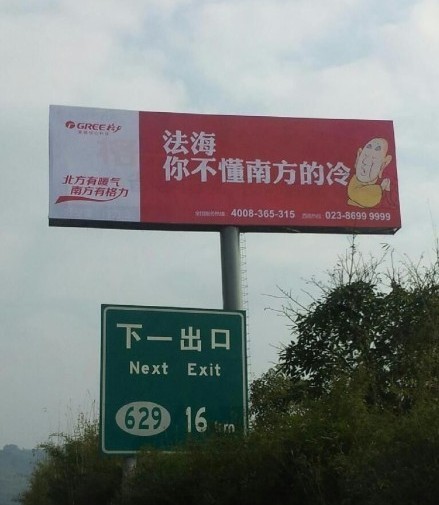 GREE格力
法海
你不懂南方的冷
北方有暖气
南方有格力
4008-365-315
023-8699 9999
下一出口
Next Exit
629 16 km